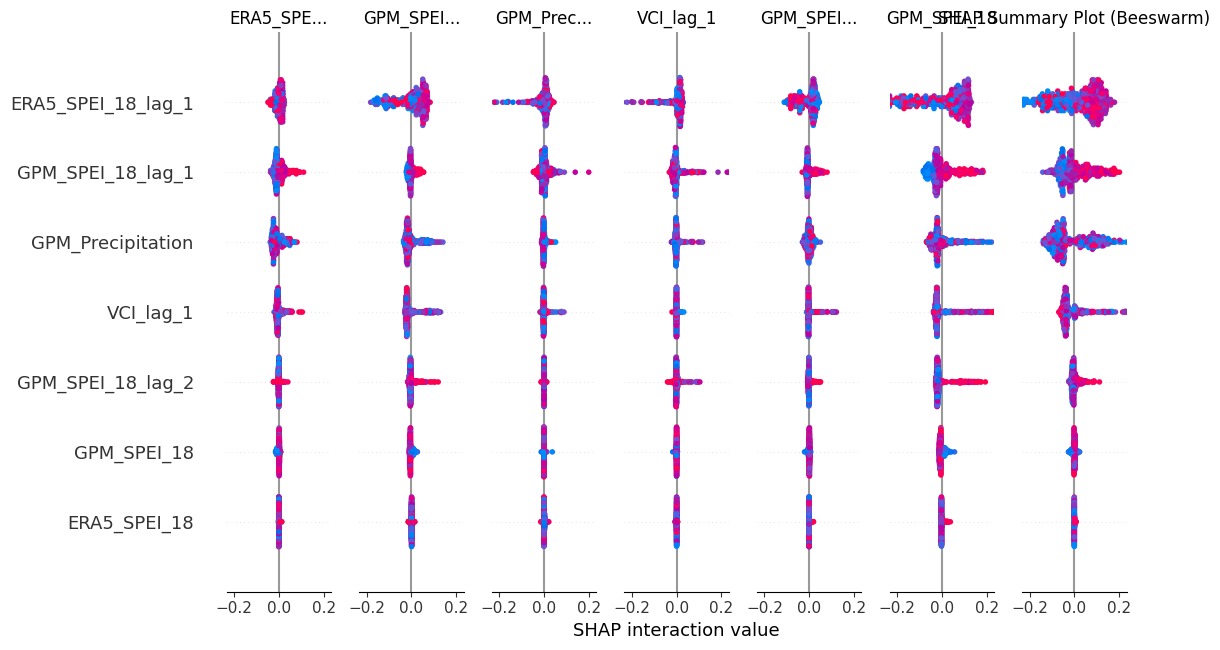 ERA5_SPE... GPM_SPEI... GPM_Prec... VCI_lag_1 GPM_SPEI... GPM_SPEI_18 SHAP Summary Plot (Beeswarm)
ERA5_SPEI_18_lag_1
GPM_SPEI_18_lag_1
GPM_Precipitation
VCI_lag_1
GPM_SPEI_18_lag_2
GPM_SPEI_18
ERA5_SPEI_18
−0.2 0.0 0.2 −0.2 0.0 0.2 −0.2 0.0 0.2 −0.2 0.0 0.2 −0.2 0.0 0.2 −0.2 0.0 0.2 −0.2 0.0 0.2
SHAP interaction value